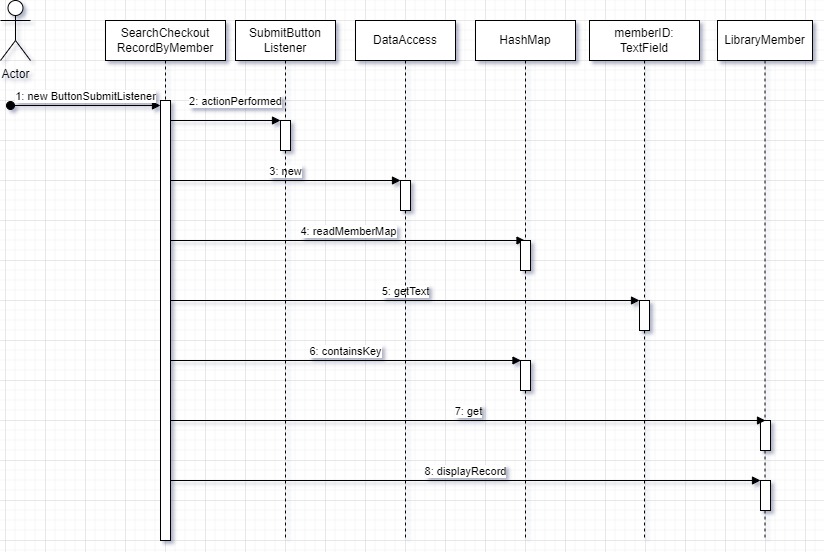 SearchCheckout
RecordByMember
SubmitButton
Listener
DataAccess
HashMap
memberID:
TextField
LibraryMember
Actor
1: new ButtonSubmitListener
2: actionPerformed
3: new
4: readMemberMap
5: getText
6: containsKey
7: get
8: displayRecord